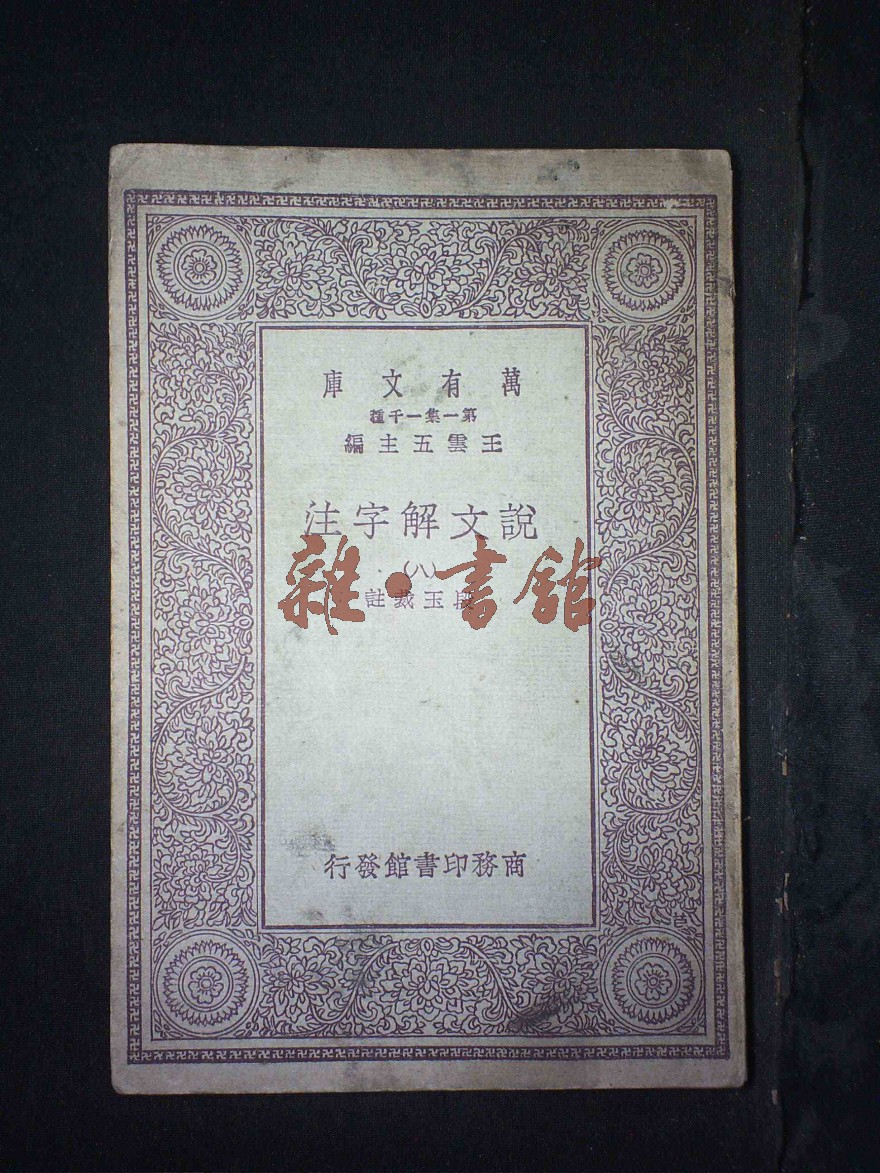 萬有文庫
第一集一千種
王雲五主編
說文解字注
(八)
段玉裁註
雜·書館
商務印書館發行